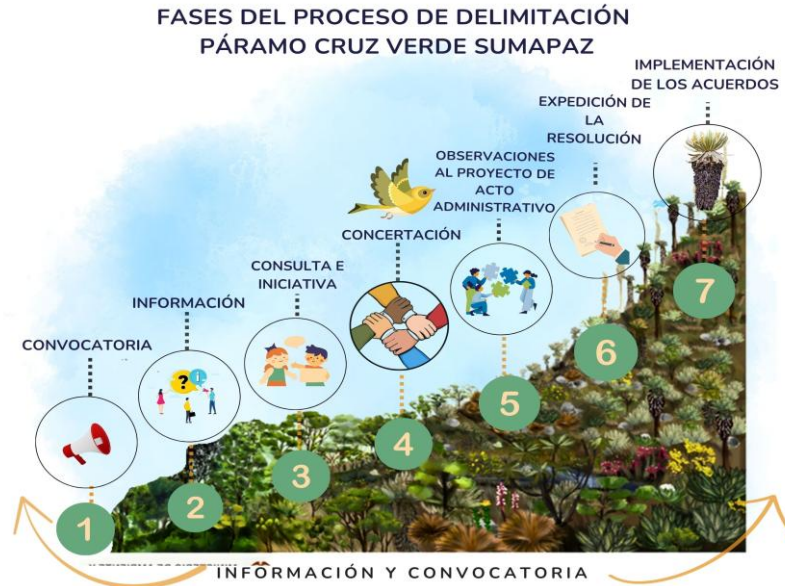 FASES DEL PROCESO DE DELIMITACIÓN
PÁRAMO CRUZ VERDE SUMAPAZ
IMPLEMENTACIÓN
DE LOS ACUERDOS
EXPEDICIÓN DE
LA
RESOLUCIÓN
OBSERVACIONES
AL PROYECTO DE
ACTO
ADMINISTRATIVO
CONCERTACIÓN
CONSULTA E
INICIATIVA
INFORMACIÓN
CONVOCATORIA
?
i
1
2
3
4
5
6
7
INFORMACIÓN Y CONVOCATORIA